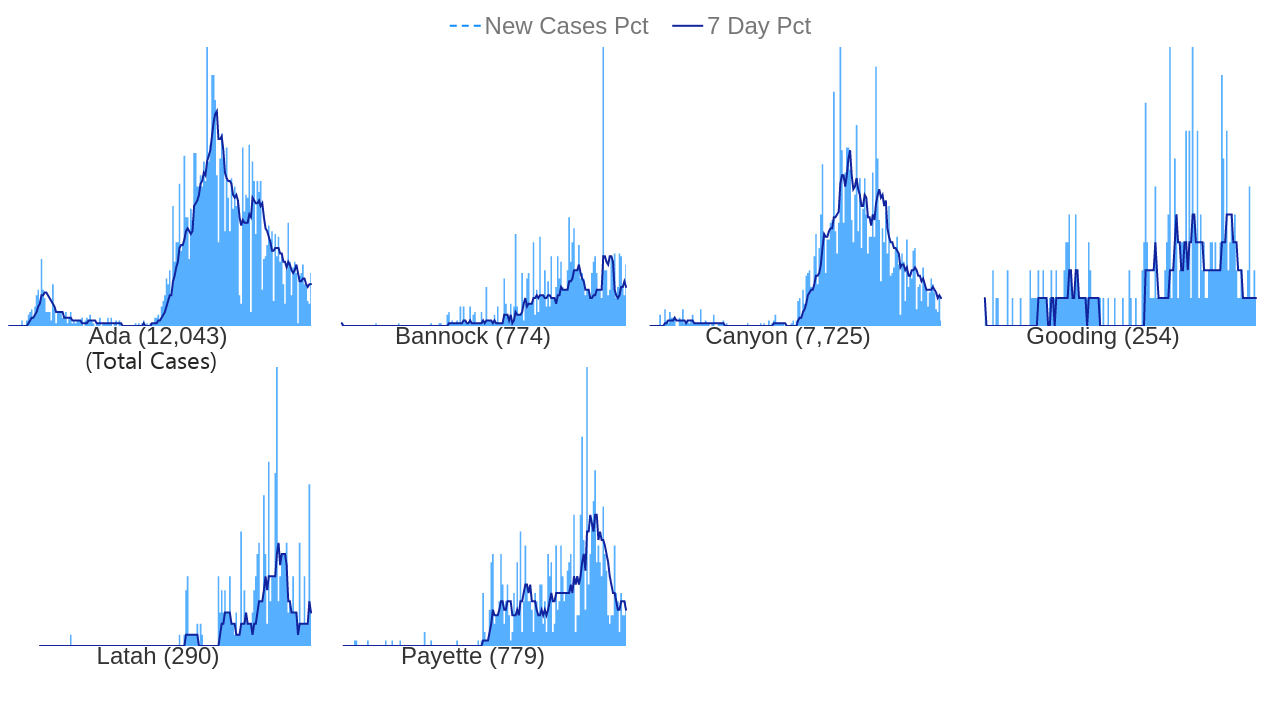 New Cases Pct 7 Day Pct
Ada (12,043)
(Total Cases)
Bannock (774)
Canyon (7,725)
Gooding (254)
Latah (290)
Payette (779)